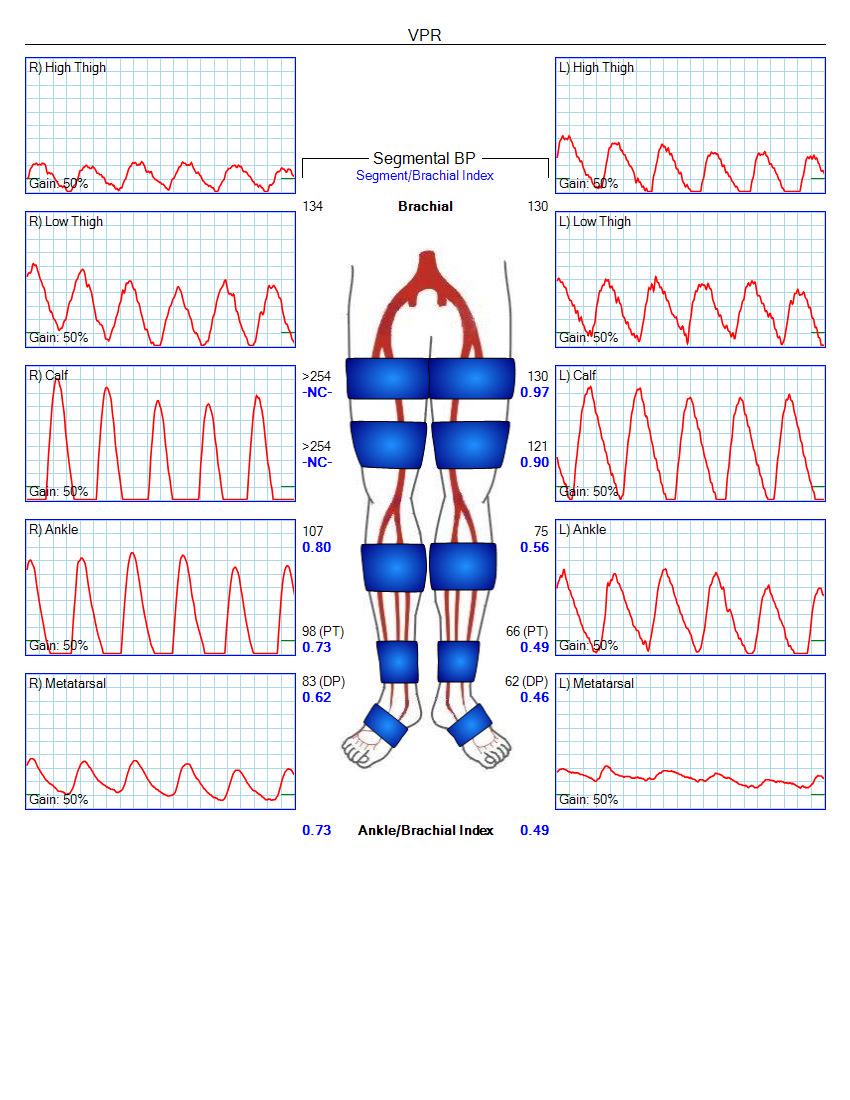 VPR
R) High Thigh
Gain: 50%
L) High Thigh
Gain: 50%
Segmental BP
Segment/Brachial Index
134 Brachial 130
R) Low Thigh
Gain: 50%
L) Low Thigh
Gain: 50%
R) Calf
Gain: 50%
>254
-NC-
130
0.97
L) Calf
Gain: 50%
>254
-NC-
121
0.90
R) Ankle
Gain: 50%
107
0.80
75
0.56
L) Ankle
Gain: 50%
98 (PT)
0.73
66 (PT)
0.49
R) Metatarsal
Gain: 50%
83 (DP)
0.62
62 (DP)
0.46
L) Metatarsal
Gain: 50%
0.73 Ankle/Brachial Index 0.49